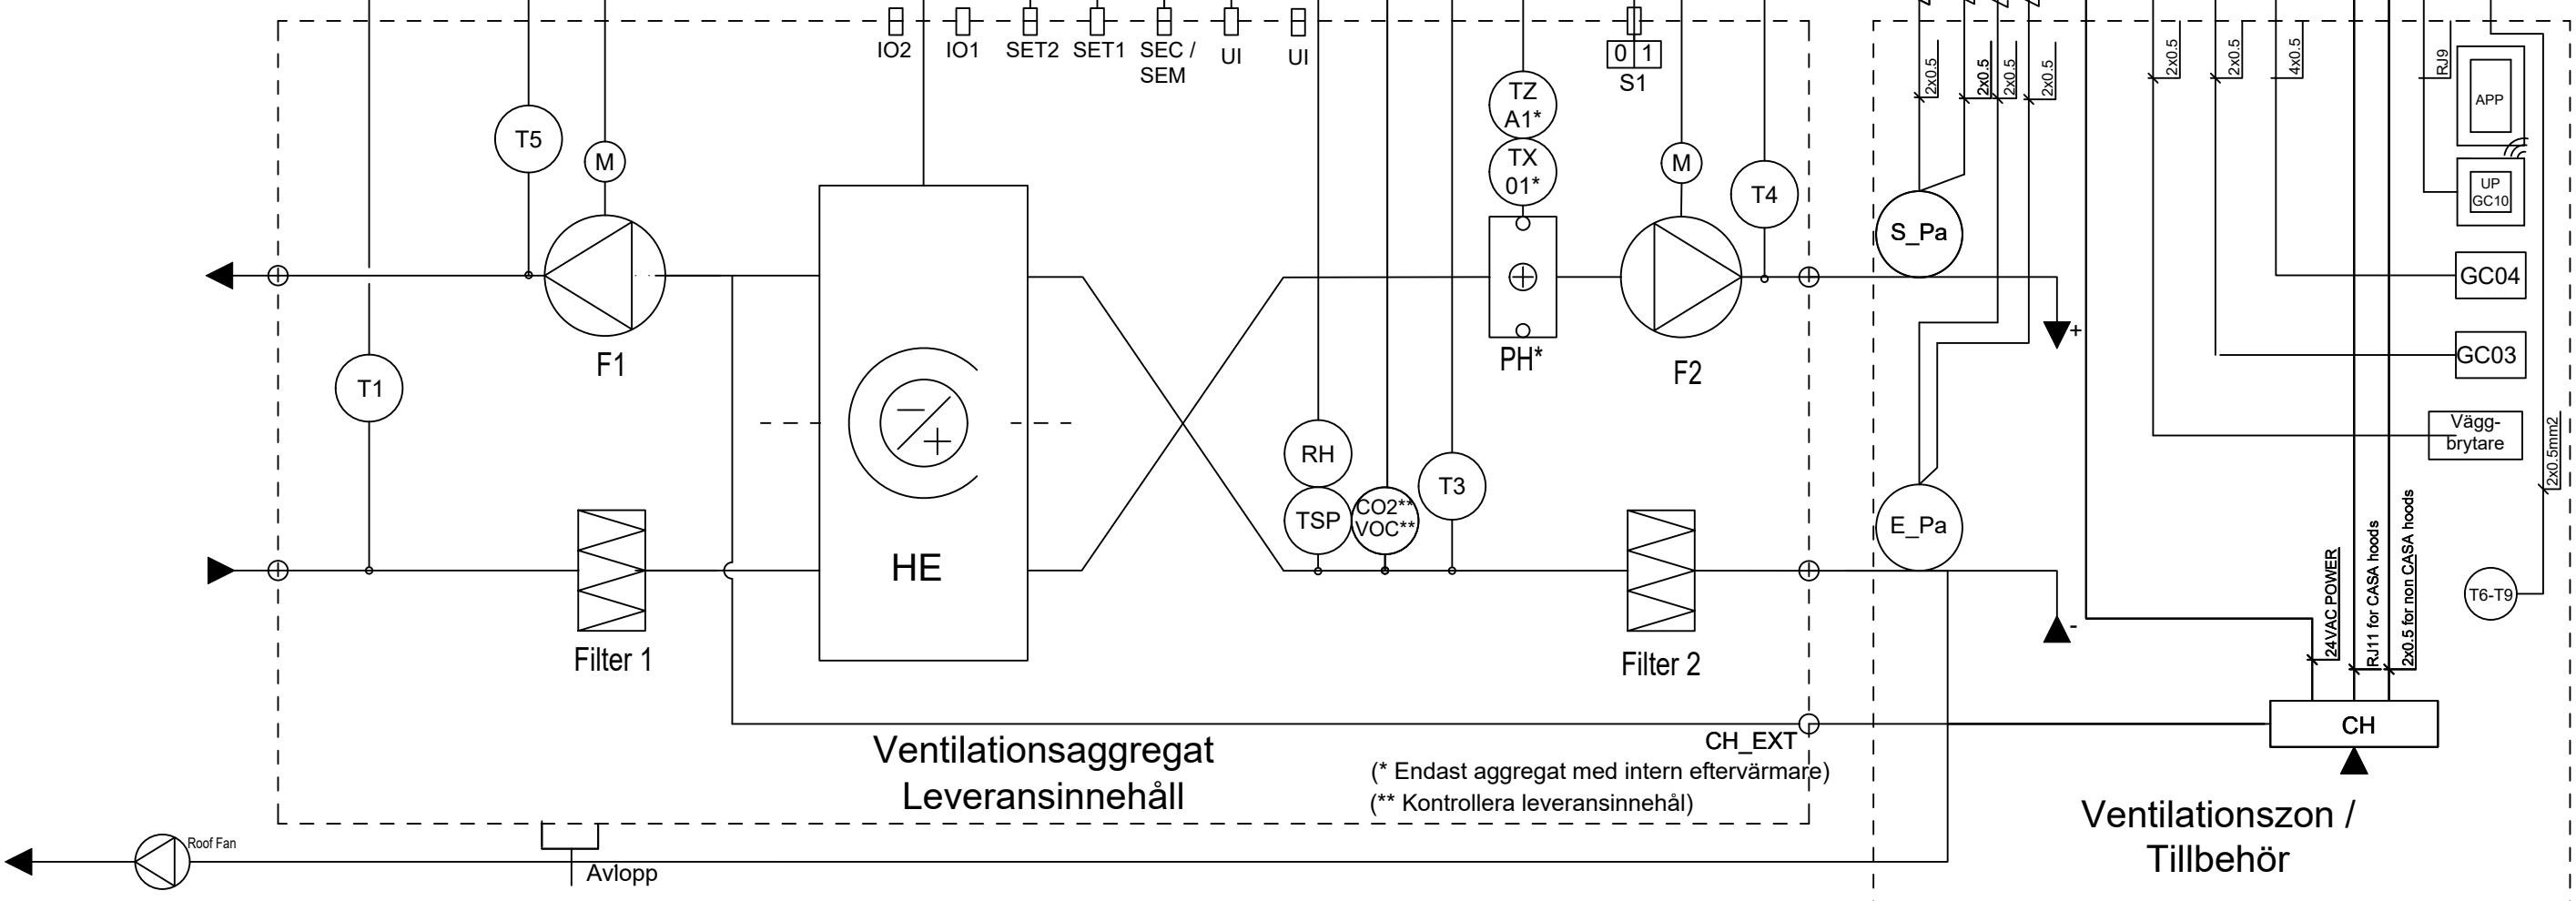 IO2
IO1
SET2
SET1
SEC /
SEM
UI
UI
0 1
S1
2x0.5
2x0.5
2x0.5
2x0.5
2x0.5
2x0.5
4x0.5
RJ9
APP
UP
GC10
T5
M
TZ
A1*
TX
01*
M
T4
S_Pa
GC04
F1
PH*
F2
+
GC03
T1
Vägg-
brytare
2x0.5mm2
RH
TSP
CO2**
VOC**
T3
E_Pa
HE
T6-T9
24VAC POWER
RJ11 for CASA hoods
2x0.5 for non CASA hoods
-
Filter 1
Filter 2
CH
CH_EXT
Ventilationsaggregat
Leveransinnehåll
(* Endast aggregat med intern eftervärmare)
(** Kontrollera leveransinnehål)
Ventilationszon /
Tillbehör
Roof Fan
Avlopp